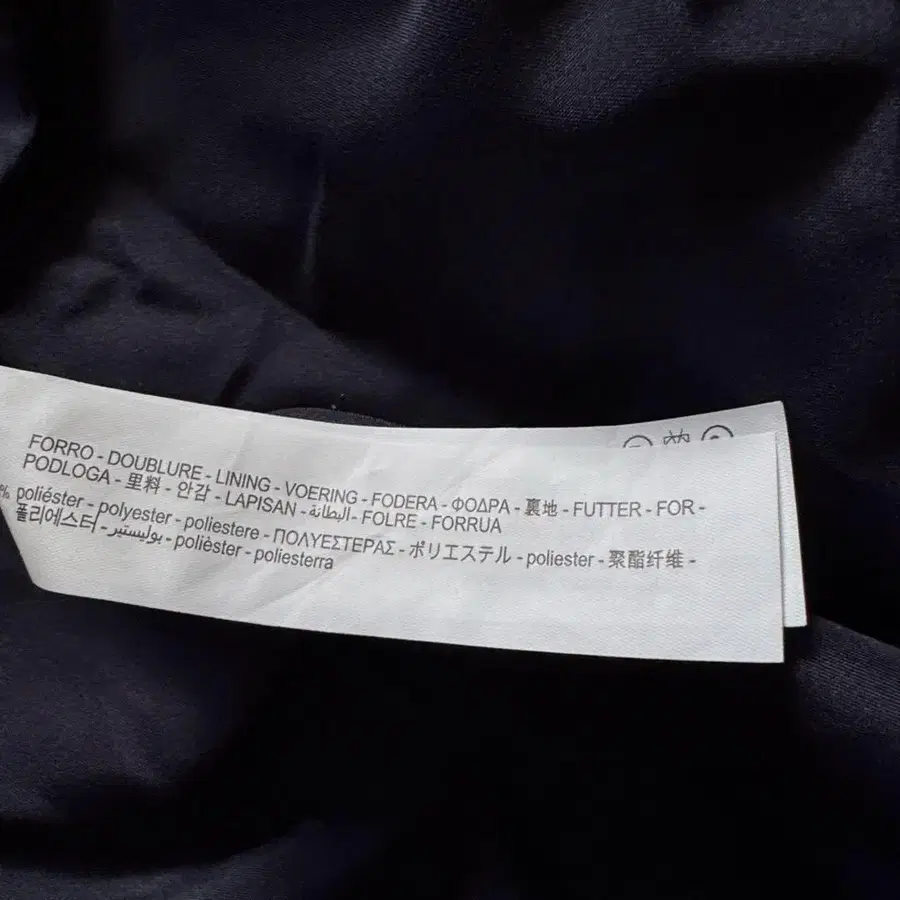 FORRO - DOUBLURE - LINING - VOERING - FODERA - ΦΟΔΡΑ - 裏地 - FUTTER - FOR -
PODLOGA - 里料 - 안감 - LAPISAN - البطانة - FOLRE - FORRUA
% poliéster - polyester - poliestere - ΠΟΛΥΕΣΤΕΡΑΣ - ポリエステル - poliester - 聚酯纤维 -
폴리에스터 - بوليستير - polièster - poliesterra